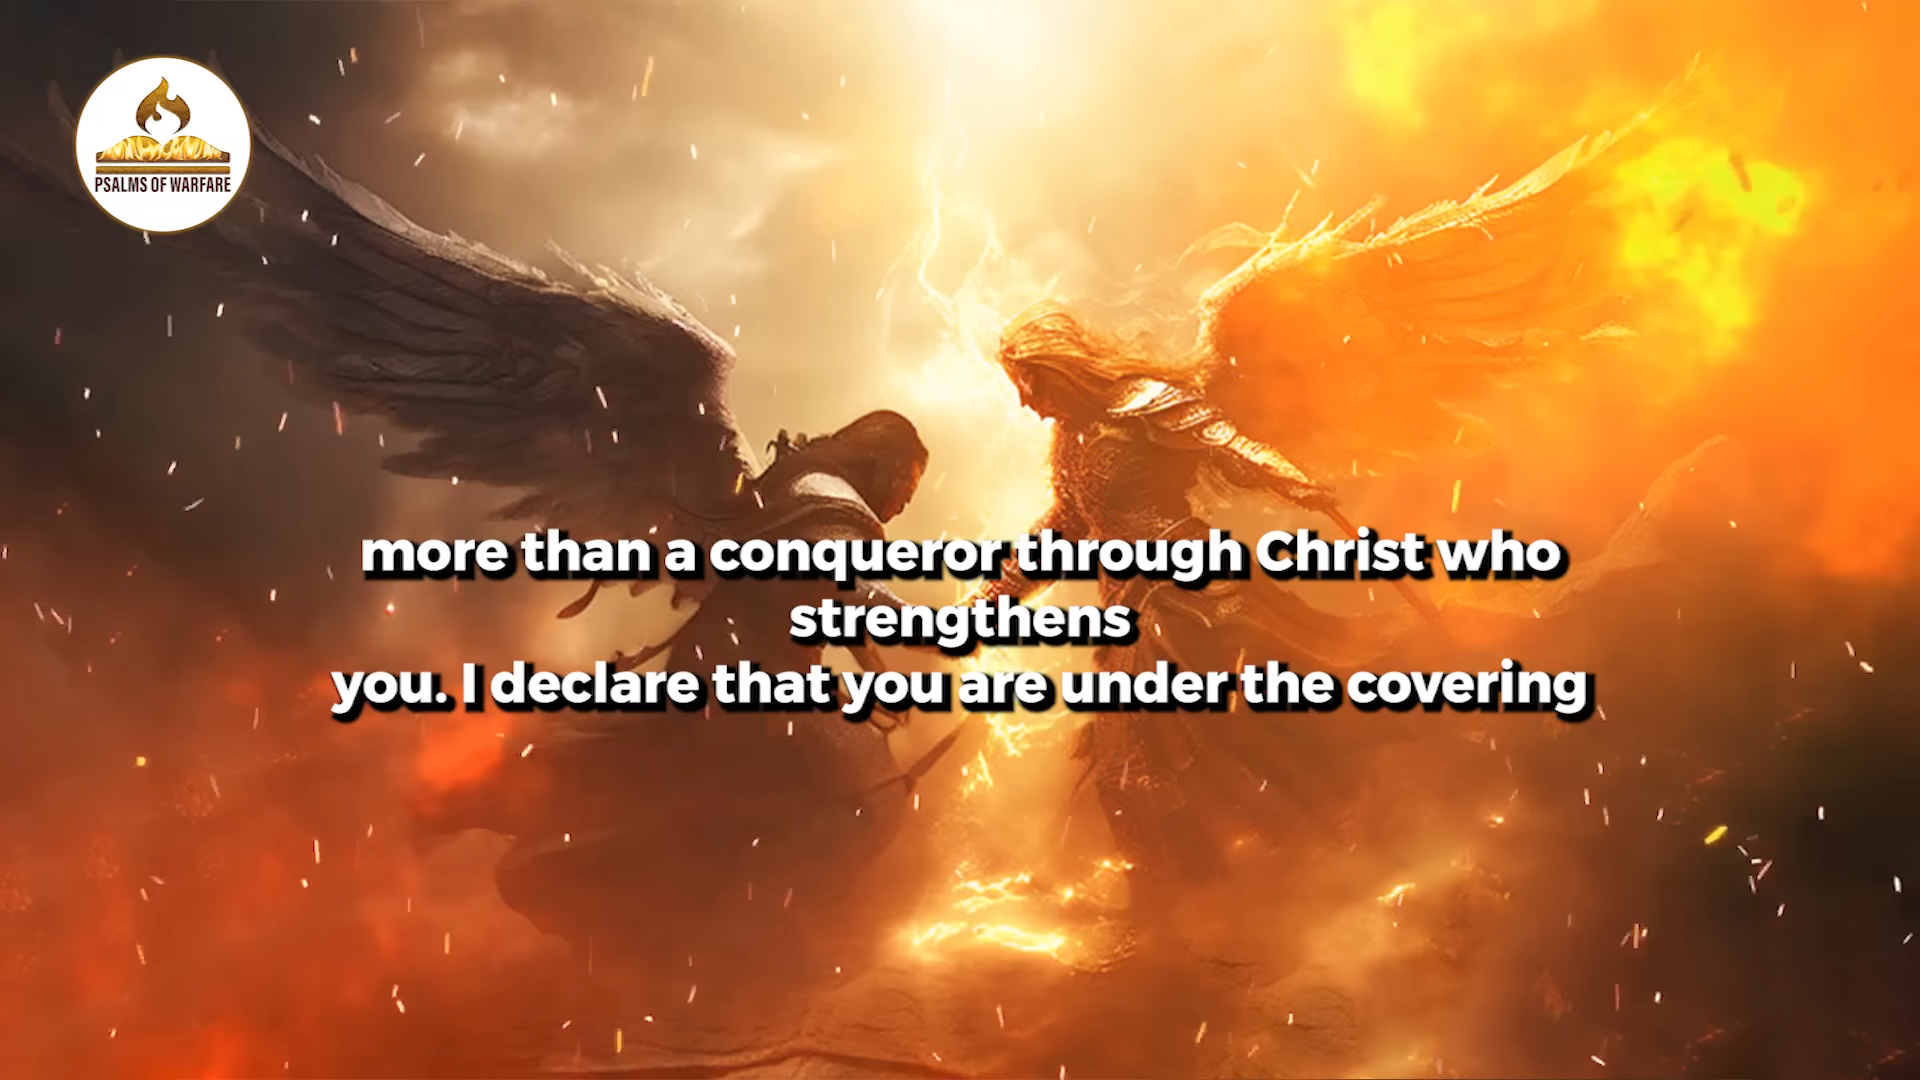 PSALMS OF WARFARE
more than a conqueror through Christ who
strengthens
you. I declare that you are under the covering